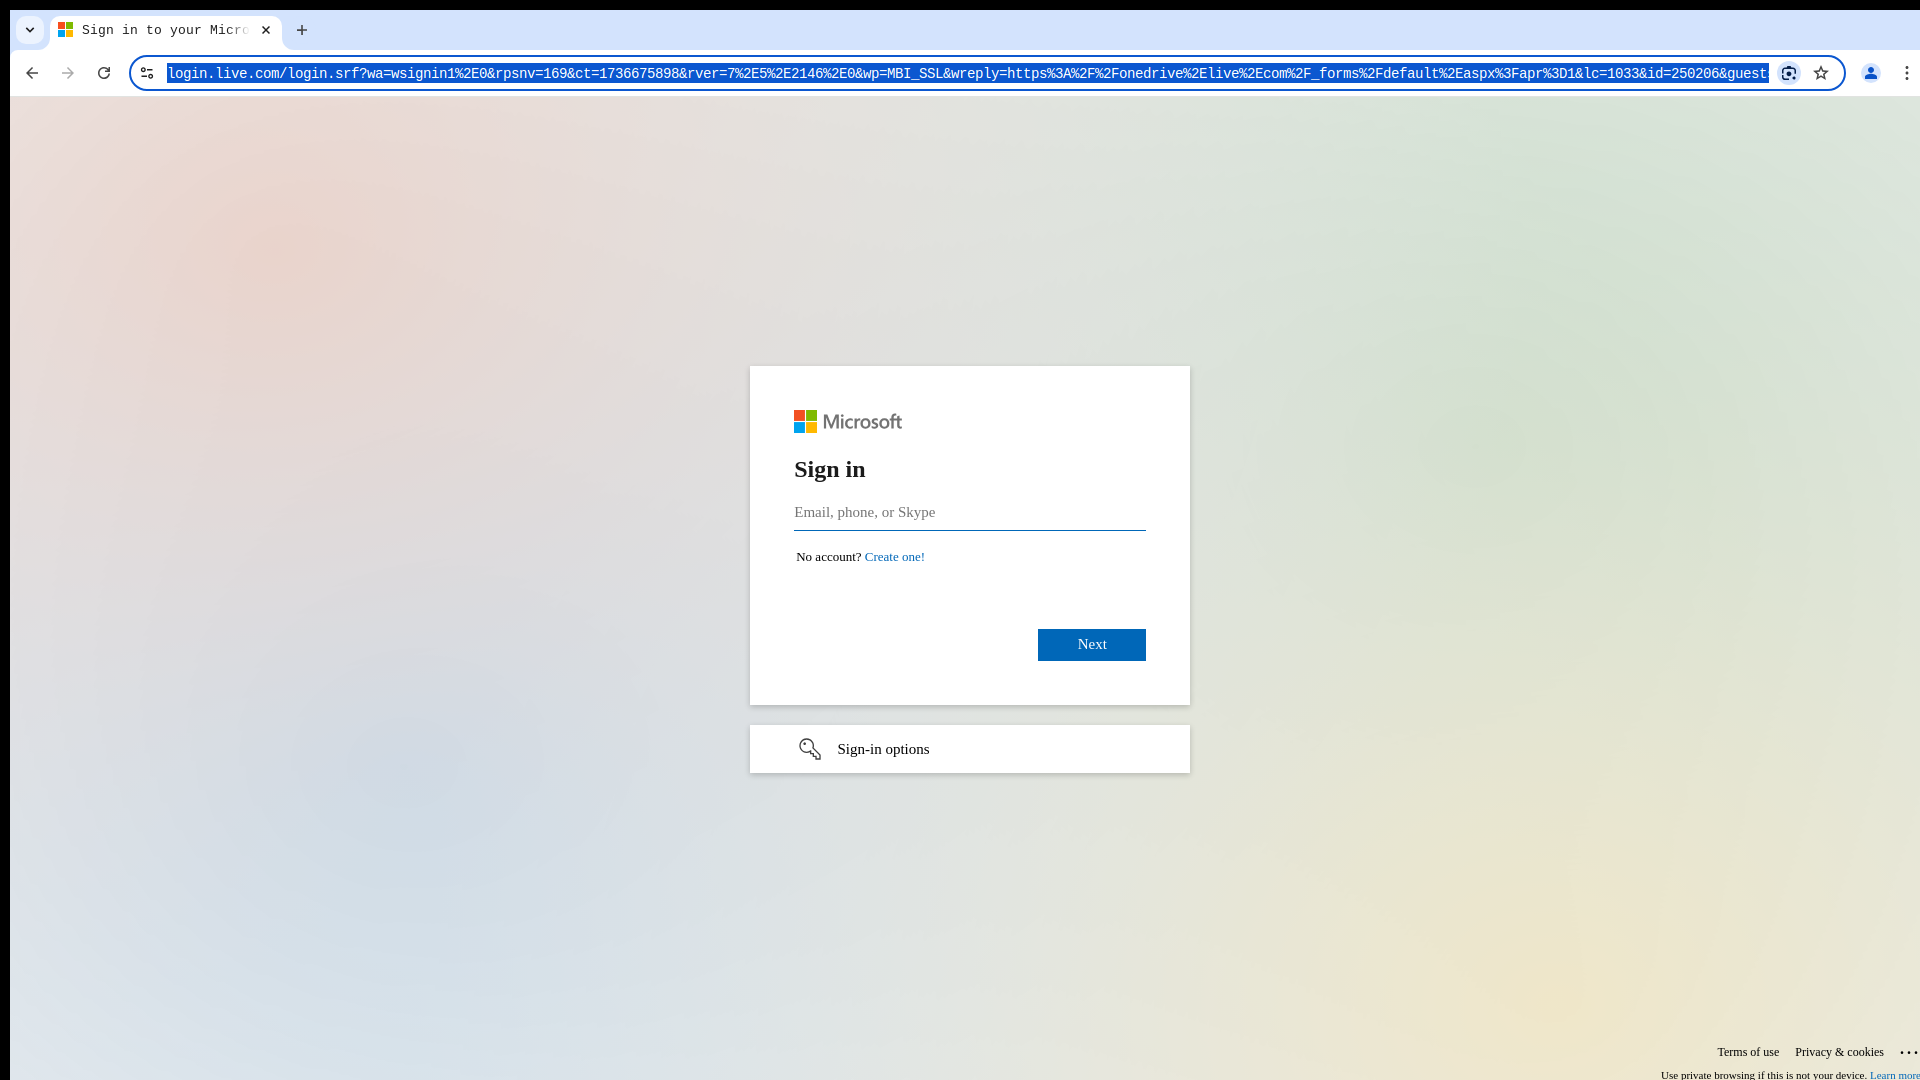 Sign in to your Micro
login.live.com/login.srf?wa=wsignin1%2E0&rpsnv=169&ct=1736675898&rver=7%2E5%2E2146%2E0&wp=MBI_SSL&wreply=https%3A%2F%2Fonedrive%2Elive%2Ecom%2F_forms%2Fdefault%2Easpx%3Fapr%3D1&lc=1033&id=250206&guest
Microsoft
Sign in
Email, phone, or Skype
No account? Create one!
Next
Sign-in options
Terms of use Privacy & cookies ...
Use private browsing if this is not your device. Learn more